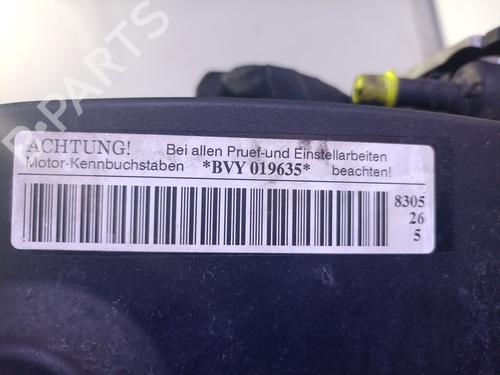 B-PARTS
ACHTUNG! Bei allen Pruef-und Einstellarbeiten
Motor-Kennbuchstaben *BVY 019635* beachten!
8305
26
5